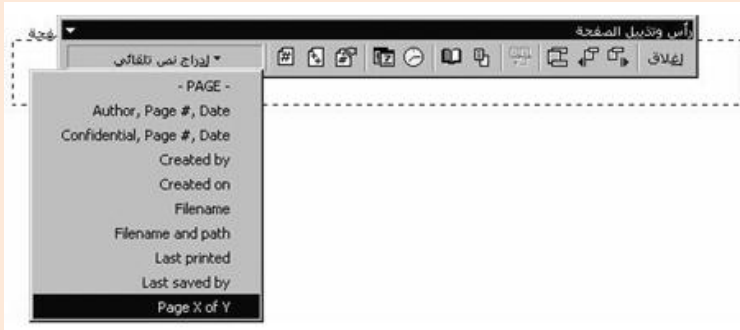 رأس وتذييل الصفحة
إغلاق
إدراج نص تلقائي
- PAGE -
Author, Page #, Date
Confidential, Page #, Date
Created by
Created on
Filename
Filename and path
Last printed
Last saved by
Page X of Y